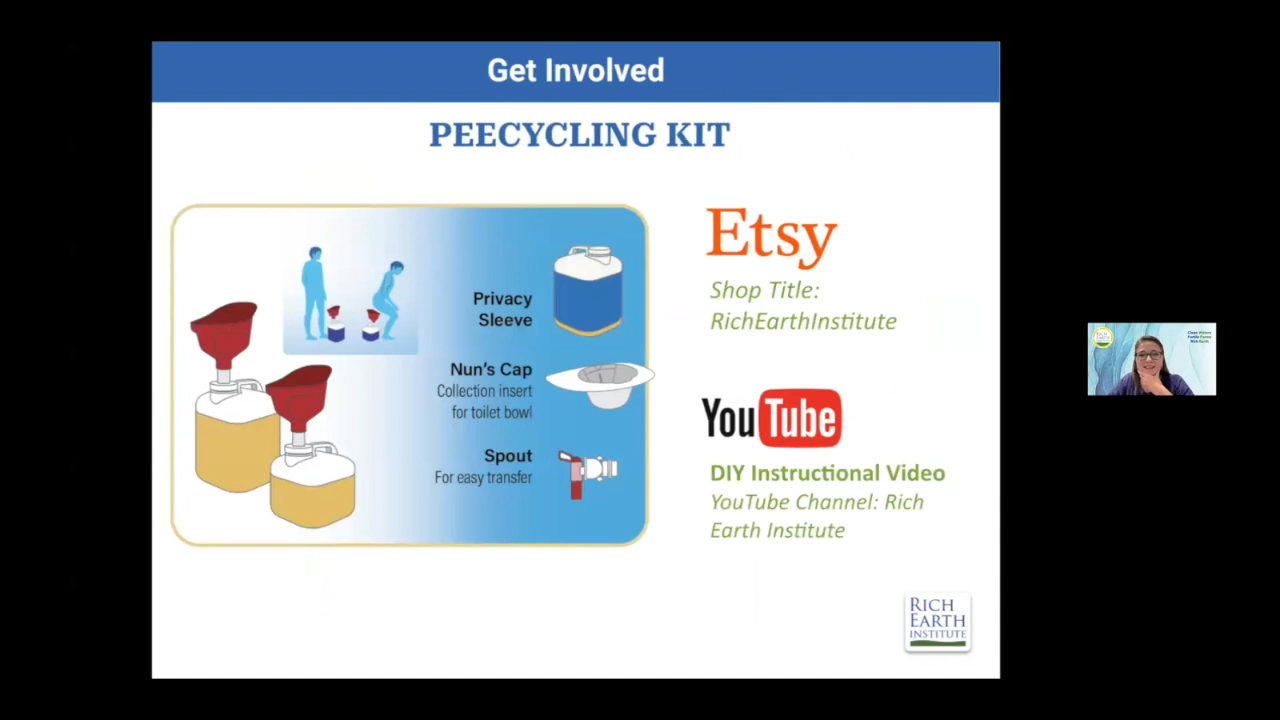 Get Involved
PEECYCLING KIT
Privacy
Sleeve
Nun's Cap
Collection insert
for toilet bowl
Spout
For easy transfer
Etsy
Shop Title:
RichEarthInstitute
YouTube
DIY Instructional Video
YouTube Channel: Rich
Earth Institute
RICH
EARTH
INSTITUTE